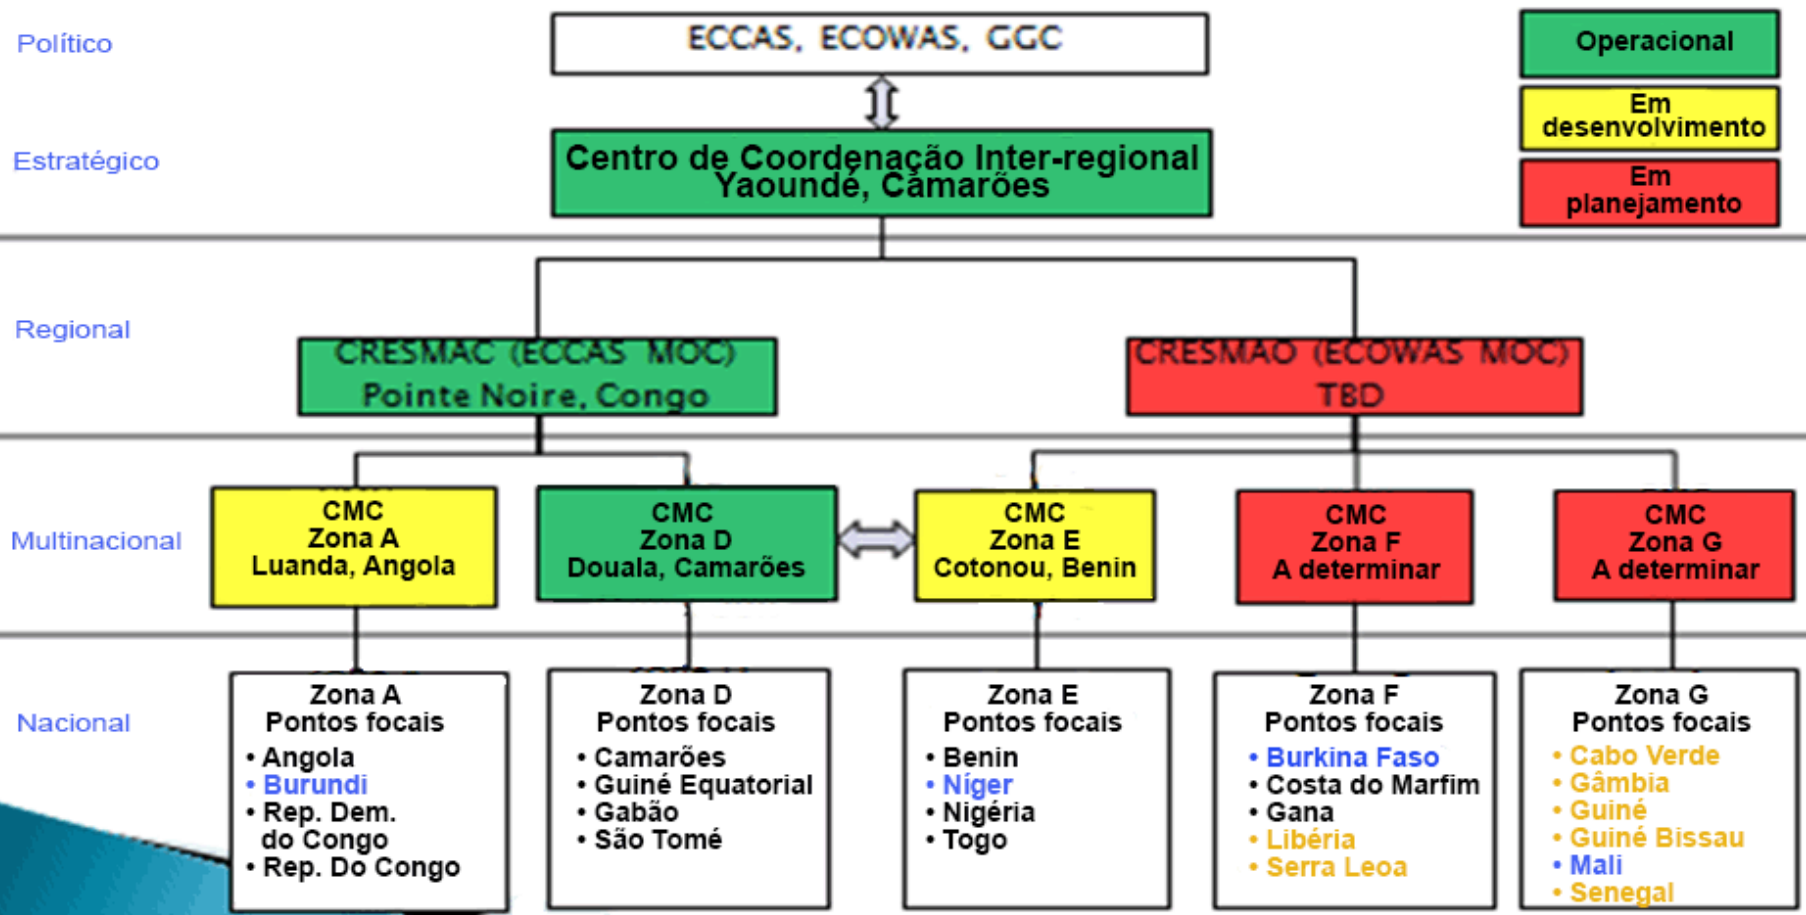 Político
ECCAS, ECOWAS, GGC
Operacional
Em
desenvolvimento
Em
planejamento
Estratégico
Centro de Coordenação Inter-regional
Yaoundé, Camarões
Regional
CRESMAC (ECCAS MOC)
Pointe Noire, Congo
CRESMAO (ECOWAS MOC)
TBD
Multinacional
CMC
Zona A
Luanda, Angola
CMC
Zona D
Douala, Camarões
CMC
Zona E
Cotonou, Benin
CMC
Zona F
A determinar
CMC
Zona G
A determinar
Nacional
Zona A
Pontos focais
• Angola
• Burundi
• Rep. Dem.
do Congo
• Rep. Do Congo
Zona D
Pontos focais
• Camarões
• Guiné Equatorial
• Gabão
• São Tomé
Zona E
Pontos focais
• Benin
• Níger
• Nigéria
• Togo
Zona F
Pontos focais
• Burkina Faso
• Costa do Marfim
• Gana
• Libéria
• Serra Leoa
Zona G
Pontos focais
• Cabo Verde
• Gâmbia
• Guiné
• Guiné Bissau
• Mali
• Senegal